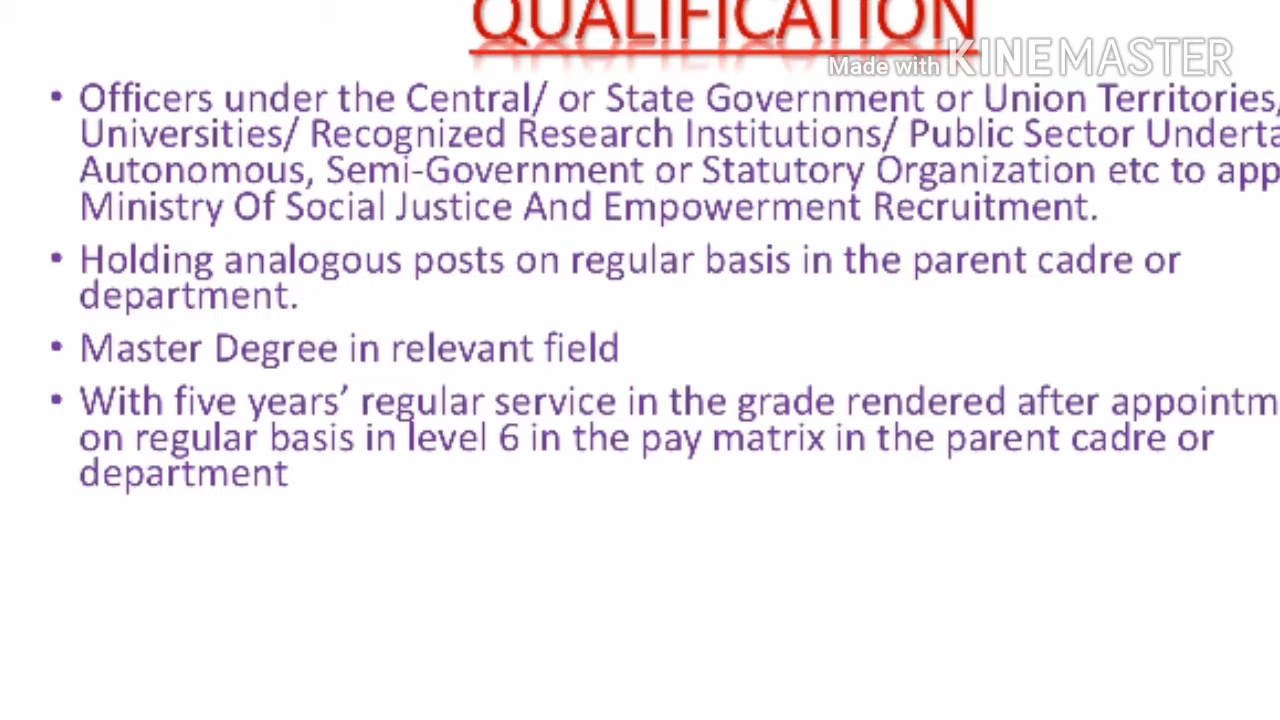 QUALIFICATION
Made with KINEMASTER
• Officers under the Central/ or State Government or Union Territories,
Universities/ Recognized Research Institutions/ Public Sector
Autonomous, Semi-Government or Statutory Organization etc to
Ministry Of Social Justice And Empowerment Recruitment.
• Holding analogous posts on regular basis in the parent cadre or
department.
• Master Degree in relevant field
• With five years’ regular service in the grade rendered after
on regular basis in level 6 in the pay matrix in the parent cadre or
department